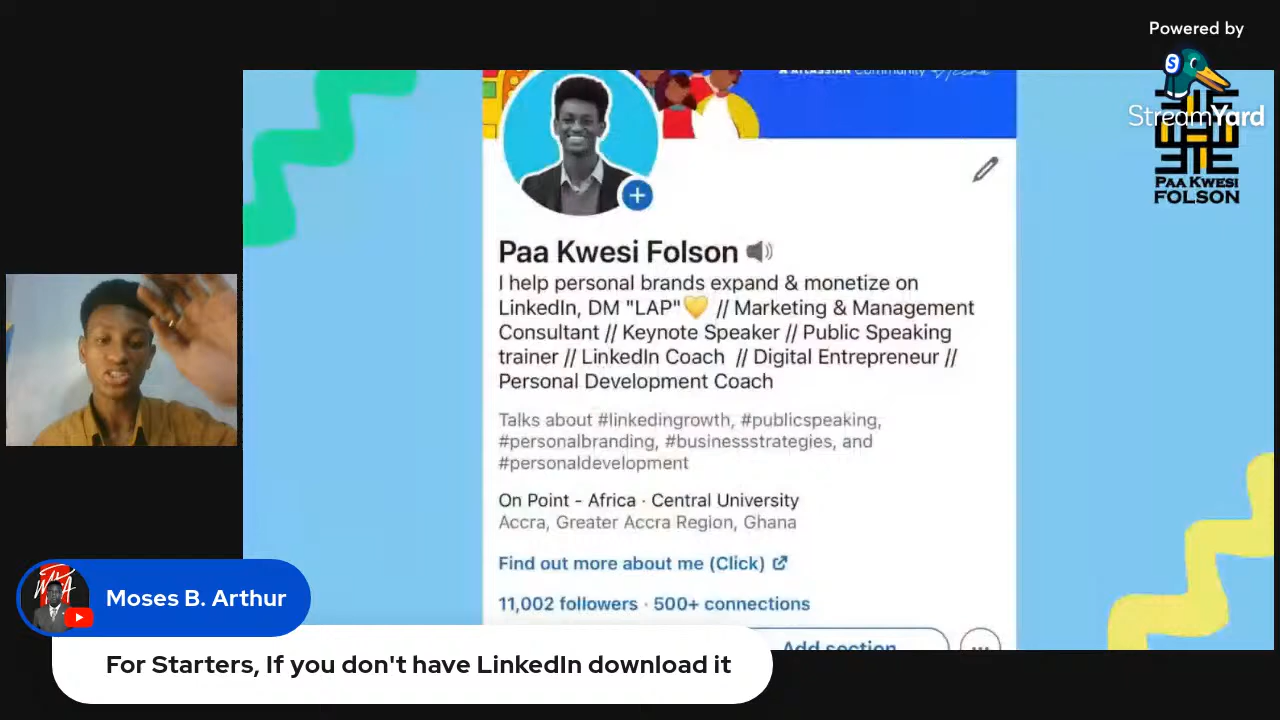 Powered by
S
StreamYard
PAA KWESI
FOLSON
A ATLASSIAN Community
Paa Kwesi Folson
I help personal brands expand & monetize on
LinkedIn, DM "LAP"💛 // Marketing & Management
Consultant // Keynote Speaker // Public Speaking
trainer // LinkedIn Coach // Digital Entrepreneur //
Personal Development Coach
Talks about #linkedingrowth, #publicspeaking,
#personalbranding, #businessstrategies, and
#personaldevelopment
On Point - Africa · Central University
Accra, Greater Accra Region, Ghana
Find out more about me (Click)
11,002 followers · 500+ connections
Add section
Moses B. Arthur
For Starters, If you don't have LinkedIn download it